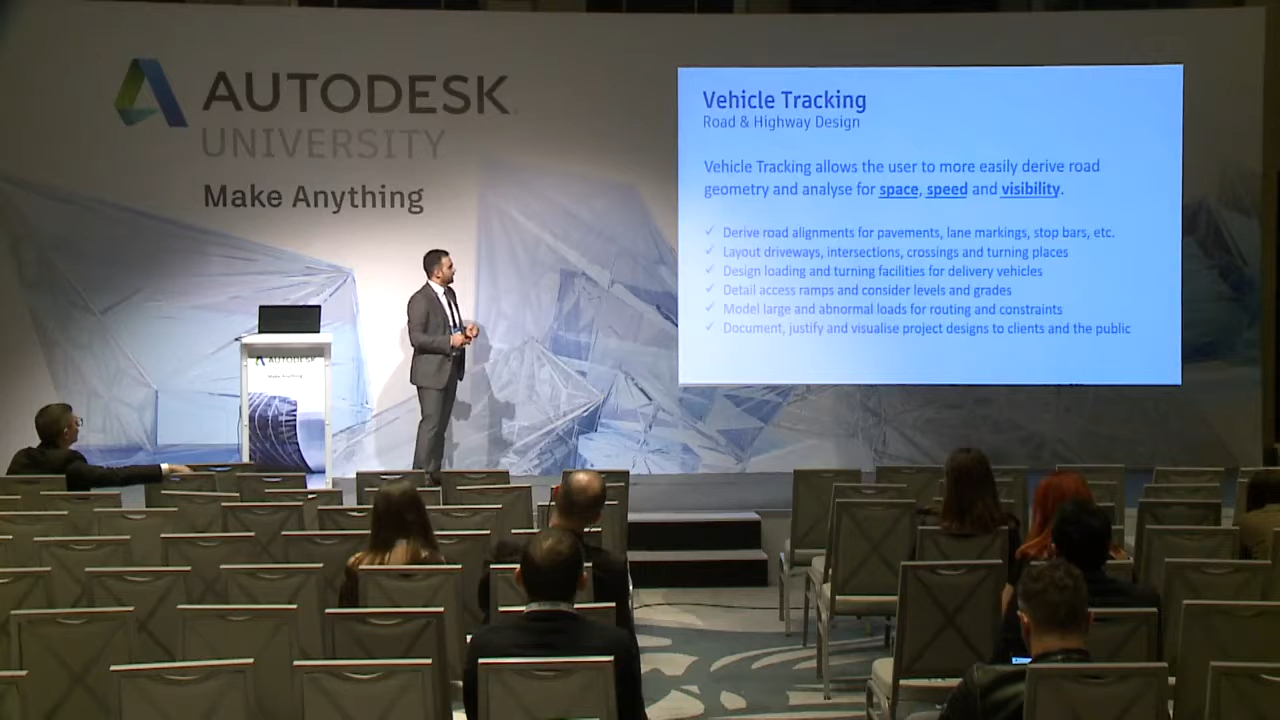 AUTODESK
UNIVERSITY
Make Anything
Vehicle Tracking
Road & Highway Design
Vehicle Tracking allows the user to more easily derive road
geometry and analyse for space, speed and visibility.
✓ Derive road alignments for pavements, lane markings, stop bars, etc.
✓ Layout driveways, intersections, crossings and turning places
✓ Design loading and turning facilities for delivery vehicles
✓ Detail access ramps and consider levels and grades
✓ Model large and abnormal loads for routing and constraints
✓ Document, justify and visualise project designs to clients and the public
AUTODESK
Make Anything